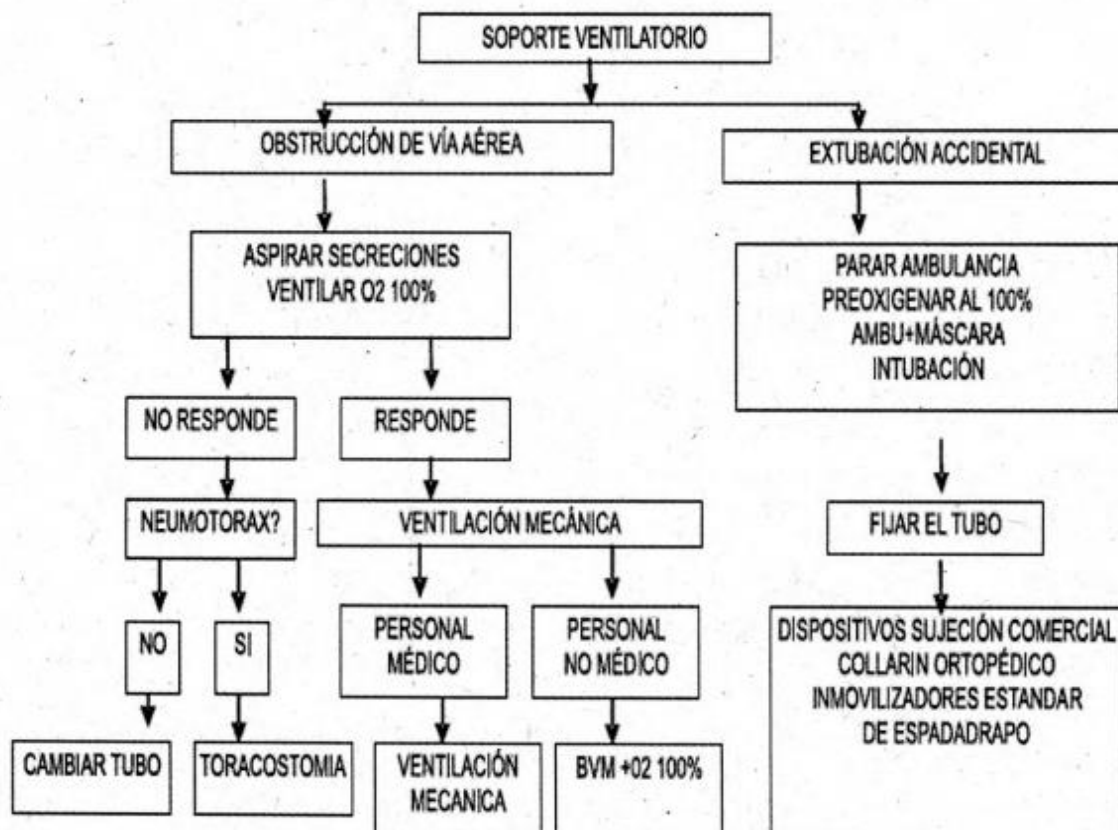 SOPORTE VENTILATORIO
OBSTRUCCIÓN DE VÍA AÉREA
EXTUBACIÓN ACCIDENTAL
ASPIRAR SECRECIONES
VENTILAR O2 100%
PARAR AMBULANCIA
PREOXIGENAR AL 100%
AMBU+MÁSCARA
INTUBACIÓN
NO RESPONDE
RESPONDE
NEUMOTORAX?
VENTILACIÓN MECÁNICA
FIJAR EL TUBO
NO
SI
PERSONAL
MÉDICO
PERSONAL
NO MÉDICO
DISPOSITIVOS SUJECIÓN COMERCIAL
COLLARIN ORTOPÉDICO
INMOVILIZADORES ESTANDAR
DE ESPADADRAPO
CAMBIAR TUBO
TORACOSTOMIA
VENTILACIÓN
MECANICA
BVM +02 100%